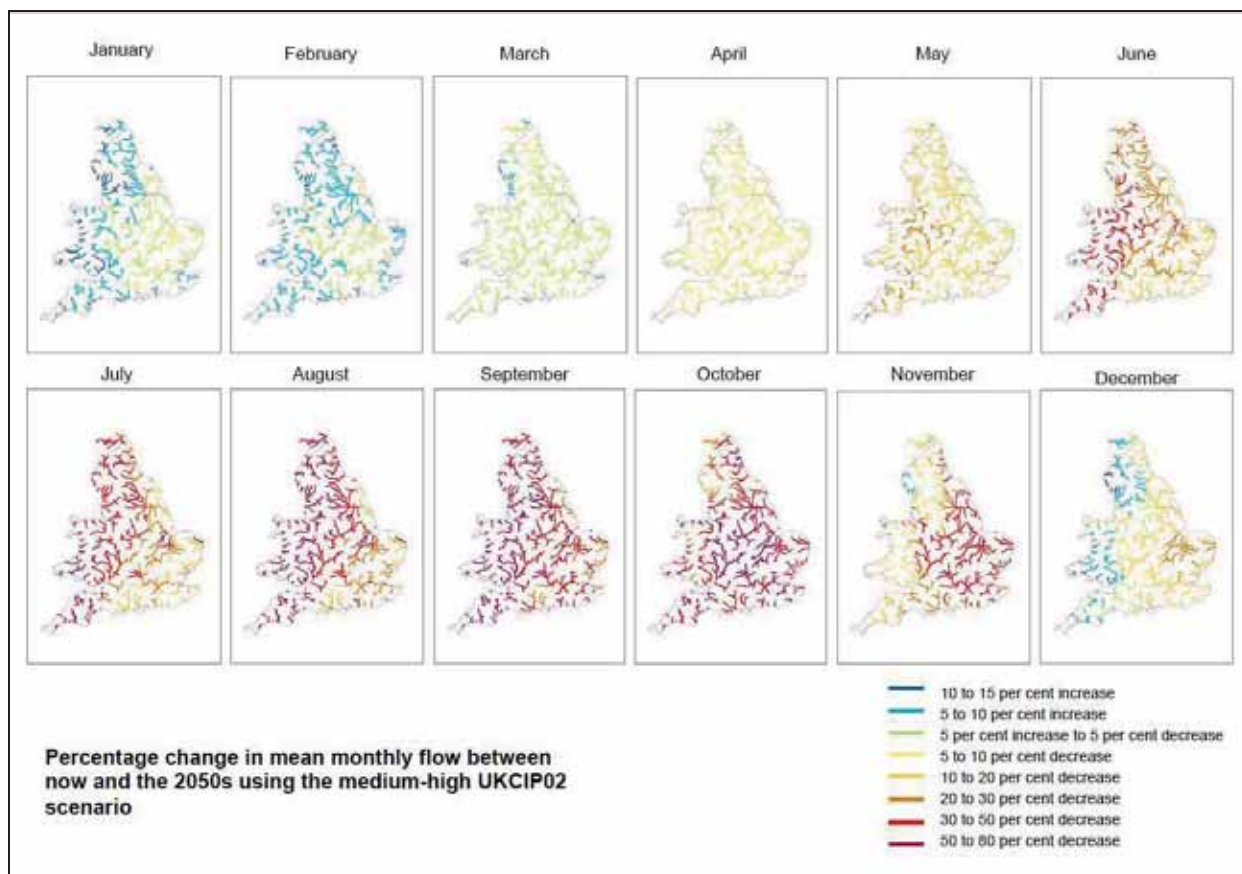 January
February
March
April
May
June
July
August
September
October
November
December
10 to 15 per cent increase
5 to 10 per cent increase
5 per cent increase to 5 per cent decrease
5 to 10 per cent decrease
10 to 20 per cent decrease
20 to 30 per cent decrease
30 to 50 per cent decrease
50 to 80 per cent decrease
Percentage change in mean monthly flow between
now and the 2050s using the medium-high UKCIP02
scenario